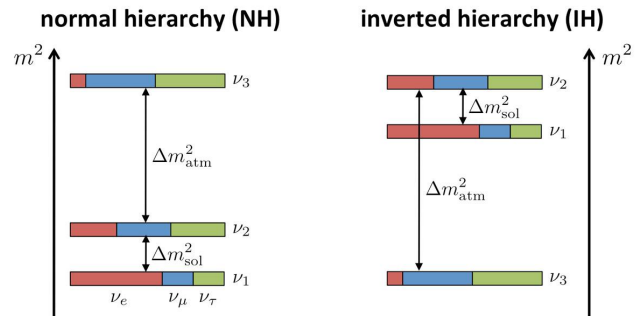 normal hierarchy (NH)
m²
ν₃
Δm²atm
ν₂
Δm²sol
ν₁
νe νμ ντ
inverted hierarchy (IH)
m²
ν₂
Δm²sol
ν₁
Δm²atm
ν₃